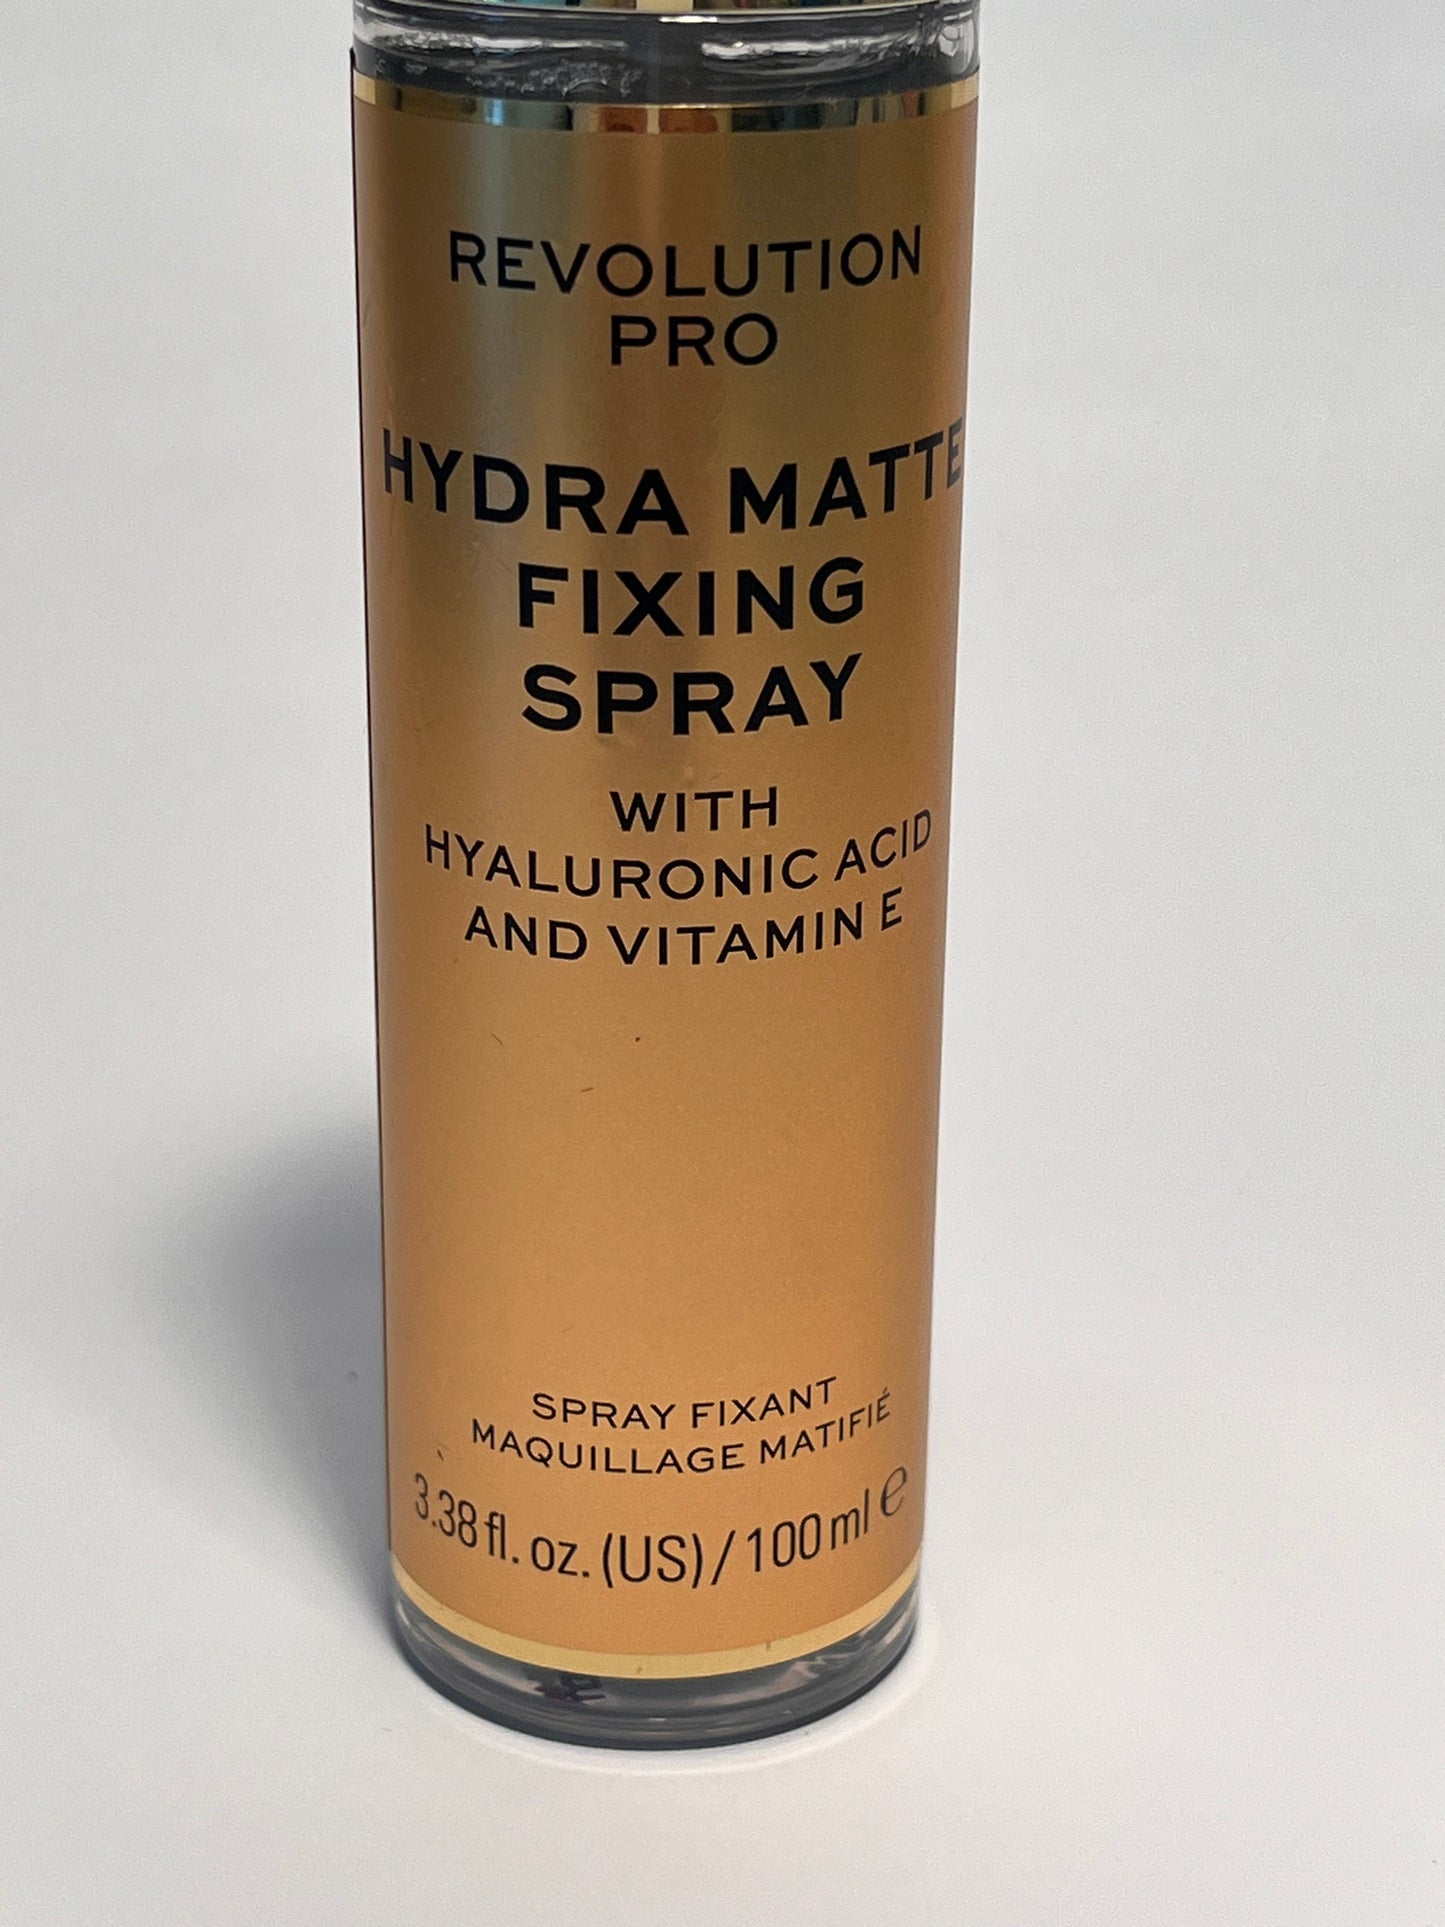 REVOLUTION
PRO
HYDRA MATTE
FIXING
SPRAY
WITH
HYALURONIC ACID
AND VITAMIN E
SPRAY FIXANT
MAQUILLAGE MATIFIÉ
3.38 fl. oz. (US) / 100 ml ℮